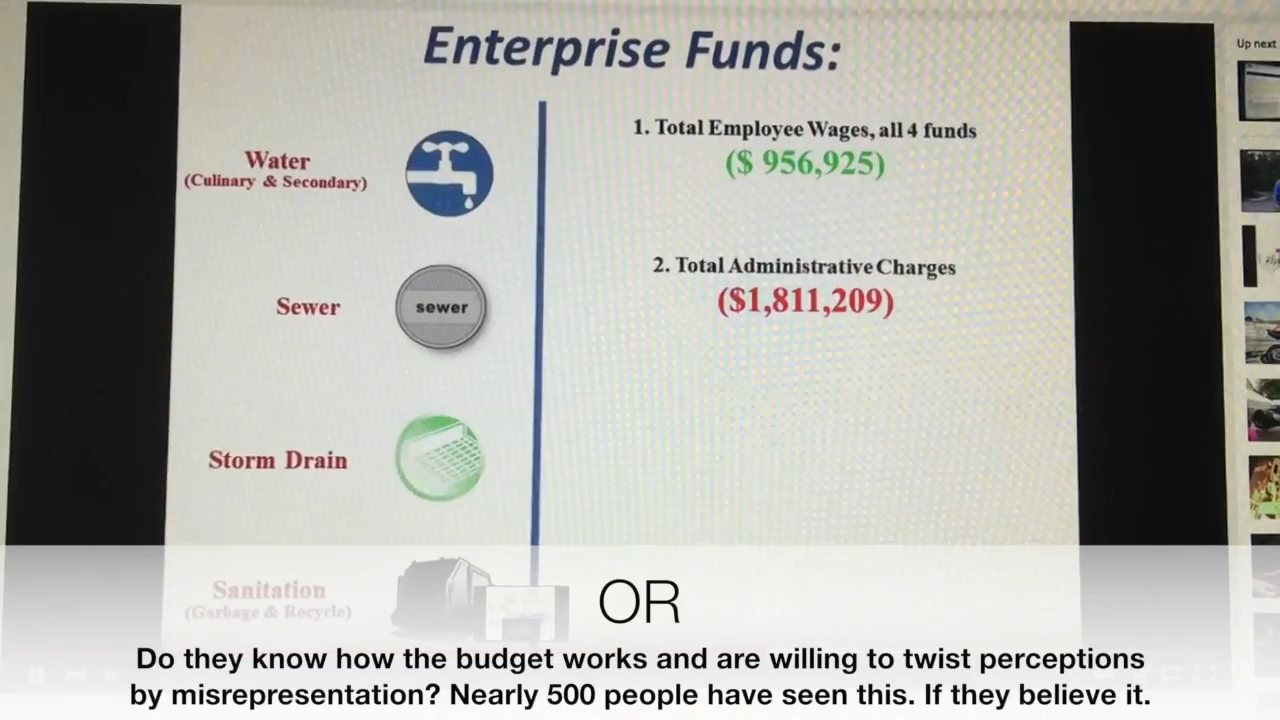 Enterprise Funds:
Up next
1. Total Employee Wages, all 4 funds
($ 956,925)
Water
(Culinary & Secondary)
2. Total Administrative Charges
($1,811,209)
Sewer
sewer
Storm Drain
Sanitation
(Garbage & Recycle)
OR
Do they know how the budget works and are willing to twist perceptions
by misrepresentation? Nearly 500 people have seen this. If they believe it.